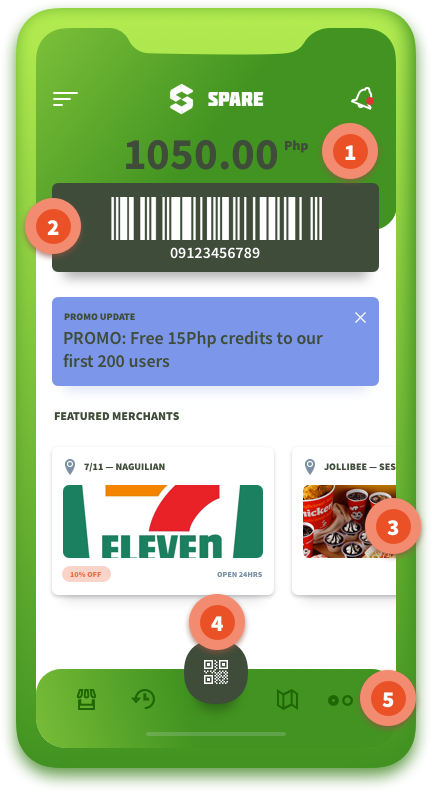 SPARE
1050.00 Php
1
2
09123456789
PROMO UPDATE
PROMO: Free 15Php credits to our
first 200 users
FEATURED MERCHANTS
7/11 — NAGUILIAN
JOLLIBEE — SES
7
ELEVEn
3
10% OFF
OPEN 24HRS
4
5